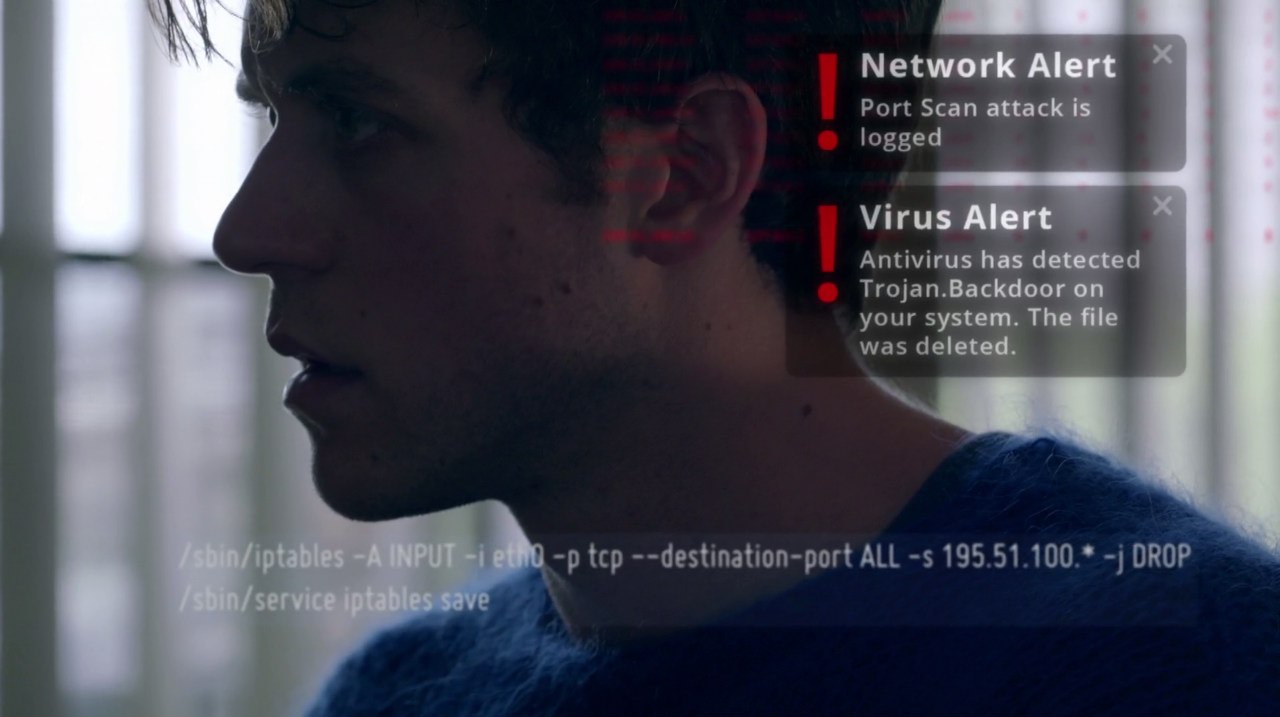 Network Alert
Port Scan attack is
logged
Virus Alert
Antivirus has detected
Trojan.Backdoor on
your system. The file
was deleted.
/sbin/iptables -A INPUT -i eth0 -p tcp --destination-port ALL -s 195.51.100.* -j DROP
/sbin/service iptables save